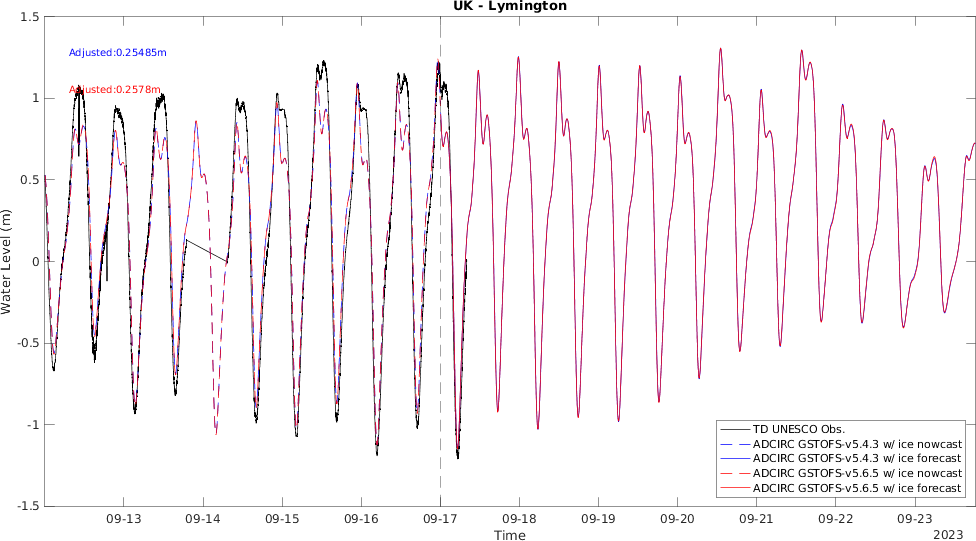 UK - Lymington
1.5
1
0.5
0
-0.5
-1
-1.5
Water Level (m)
Adjusted:0.25485m
Adjusted:0.2578m
TD UNESCO Obs.
ADCIRC GSTOFS-v5.4.3 w/ ice nowcast
ADCIRC GSTOFS-v5.4.3 w/ ice forecast
ADCIRC GSTOFS-v5.6.5 w/ ice nowcast
ADCIRC GSTOFS-v5.6.5 w/ ice forecast
09-13 09-14 09-15 09-16 09-17 09-18 09-19 09-20 09-21 09-22 09-23
Time
2023